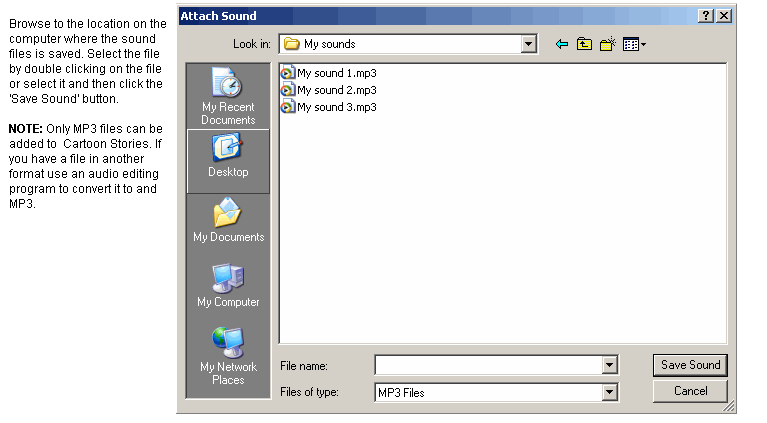 Browse to the location on the
computer where the sound
files is saved. Select the file
by double clicking on the file
or select it and then click the
'Save Sound' button.
NOTE: Only MP3 files can be
added to Cartoon Stories. If
you have a file in another
format use an audio editing
program to convert it to and
MP3.
Attach Sound
Look in: My sounds
My Recent
Documents
Desktop
My Documents
My Computer
My Network
Places
My sound 1.mp3
My sound 2.mp3
My sound 3.mp3
File name:
Save Sound
Files of type: MP3 Files
Cancel